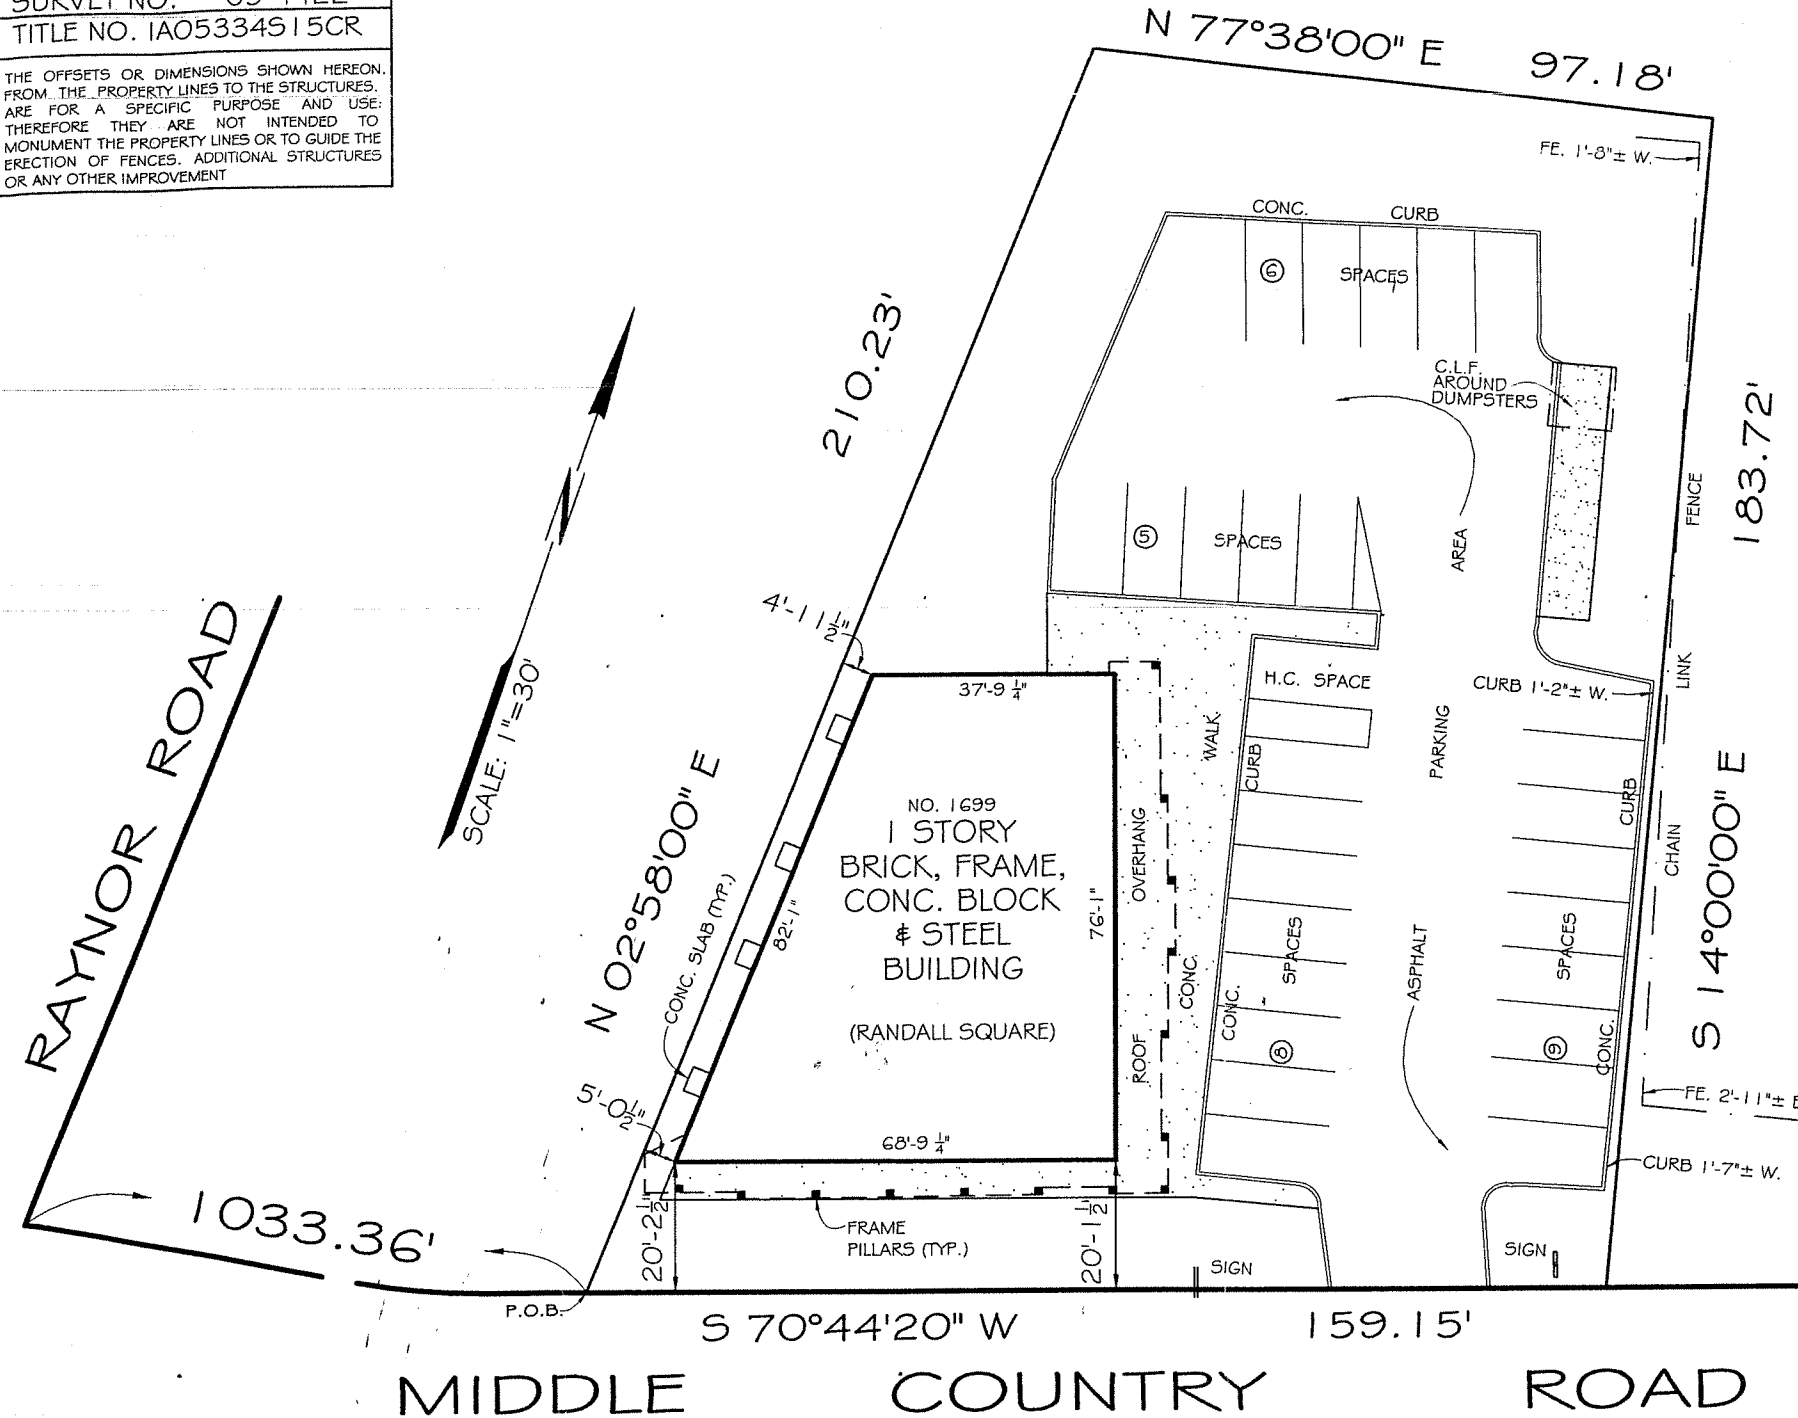 SURVEY NO.
TITLE NO. IA05334S15CR
THE OFFSETS OR DIMENSIONS SHOWN HEREON.
FROM THE PROPERTY LINES TO THE STRUCTURES.
ARE FOR A SPECIFIC PURPOSE AND USE:
THEREFORE THEY ARE NOT INTENDED TO
MONUMENT THE PROPERTY LINES OR TO GUIDE THE
ERECTION OF FENCES. ADDITIONAL STRUCTURES
OR ANY OTHER IMPROVEMENT
N 77°38'00" E 97.18'
FE. 1'-8"± W.
CONC. CURB
6 SPACES
C.L.F.
AROUND
DUMPSTERS
210.23'
183.72'
FENCE
5 SPACES
AREA
4'-11 1/2"
N
SCALE: 1"=30'
RAYNOR ROAD
37'-9 1/4"
H.C. SPACE
CURB 1'-2"± W.
LINK
WALK
CURB
PARKING
CURB
N 02°58'00" E
CONC. SLAB (TYP.)
82'-1"
NO. 1699
1 STORY
BRICK, FRAME,
CONC. BLOCK
& STEEL
BUILDING
(RANDALL SQUARE)
76'-1"
OVERHANG
ROOF
CONC.
CONC.
SPACES
8
ASPHALT
SPACES
9
CONC.
CHAIN
S 14°00'00" E
FE. 2'-11"± E
5'-0 1/2"
68'-9 1/4"
CURB 1'-7"± W.
1033.36'
20'-2 1/2"
FRAME
PILLARS (TYP.)
20'-1 1/2"
SIGN
SIGN
P.O.B.
S 70°44'20" W 159.15'
MIDDLE COUNTRY ROAD